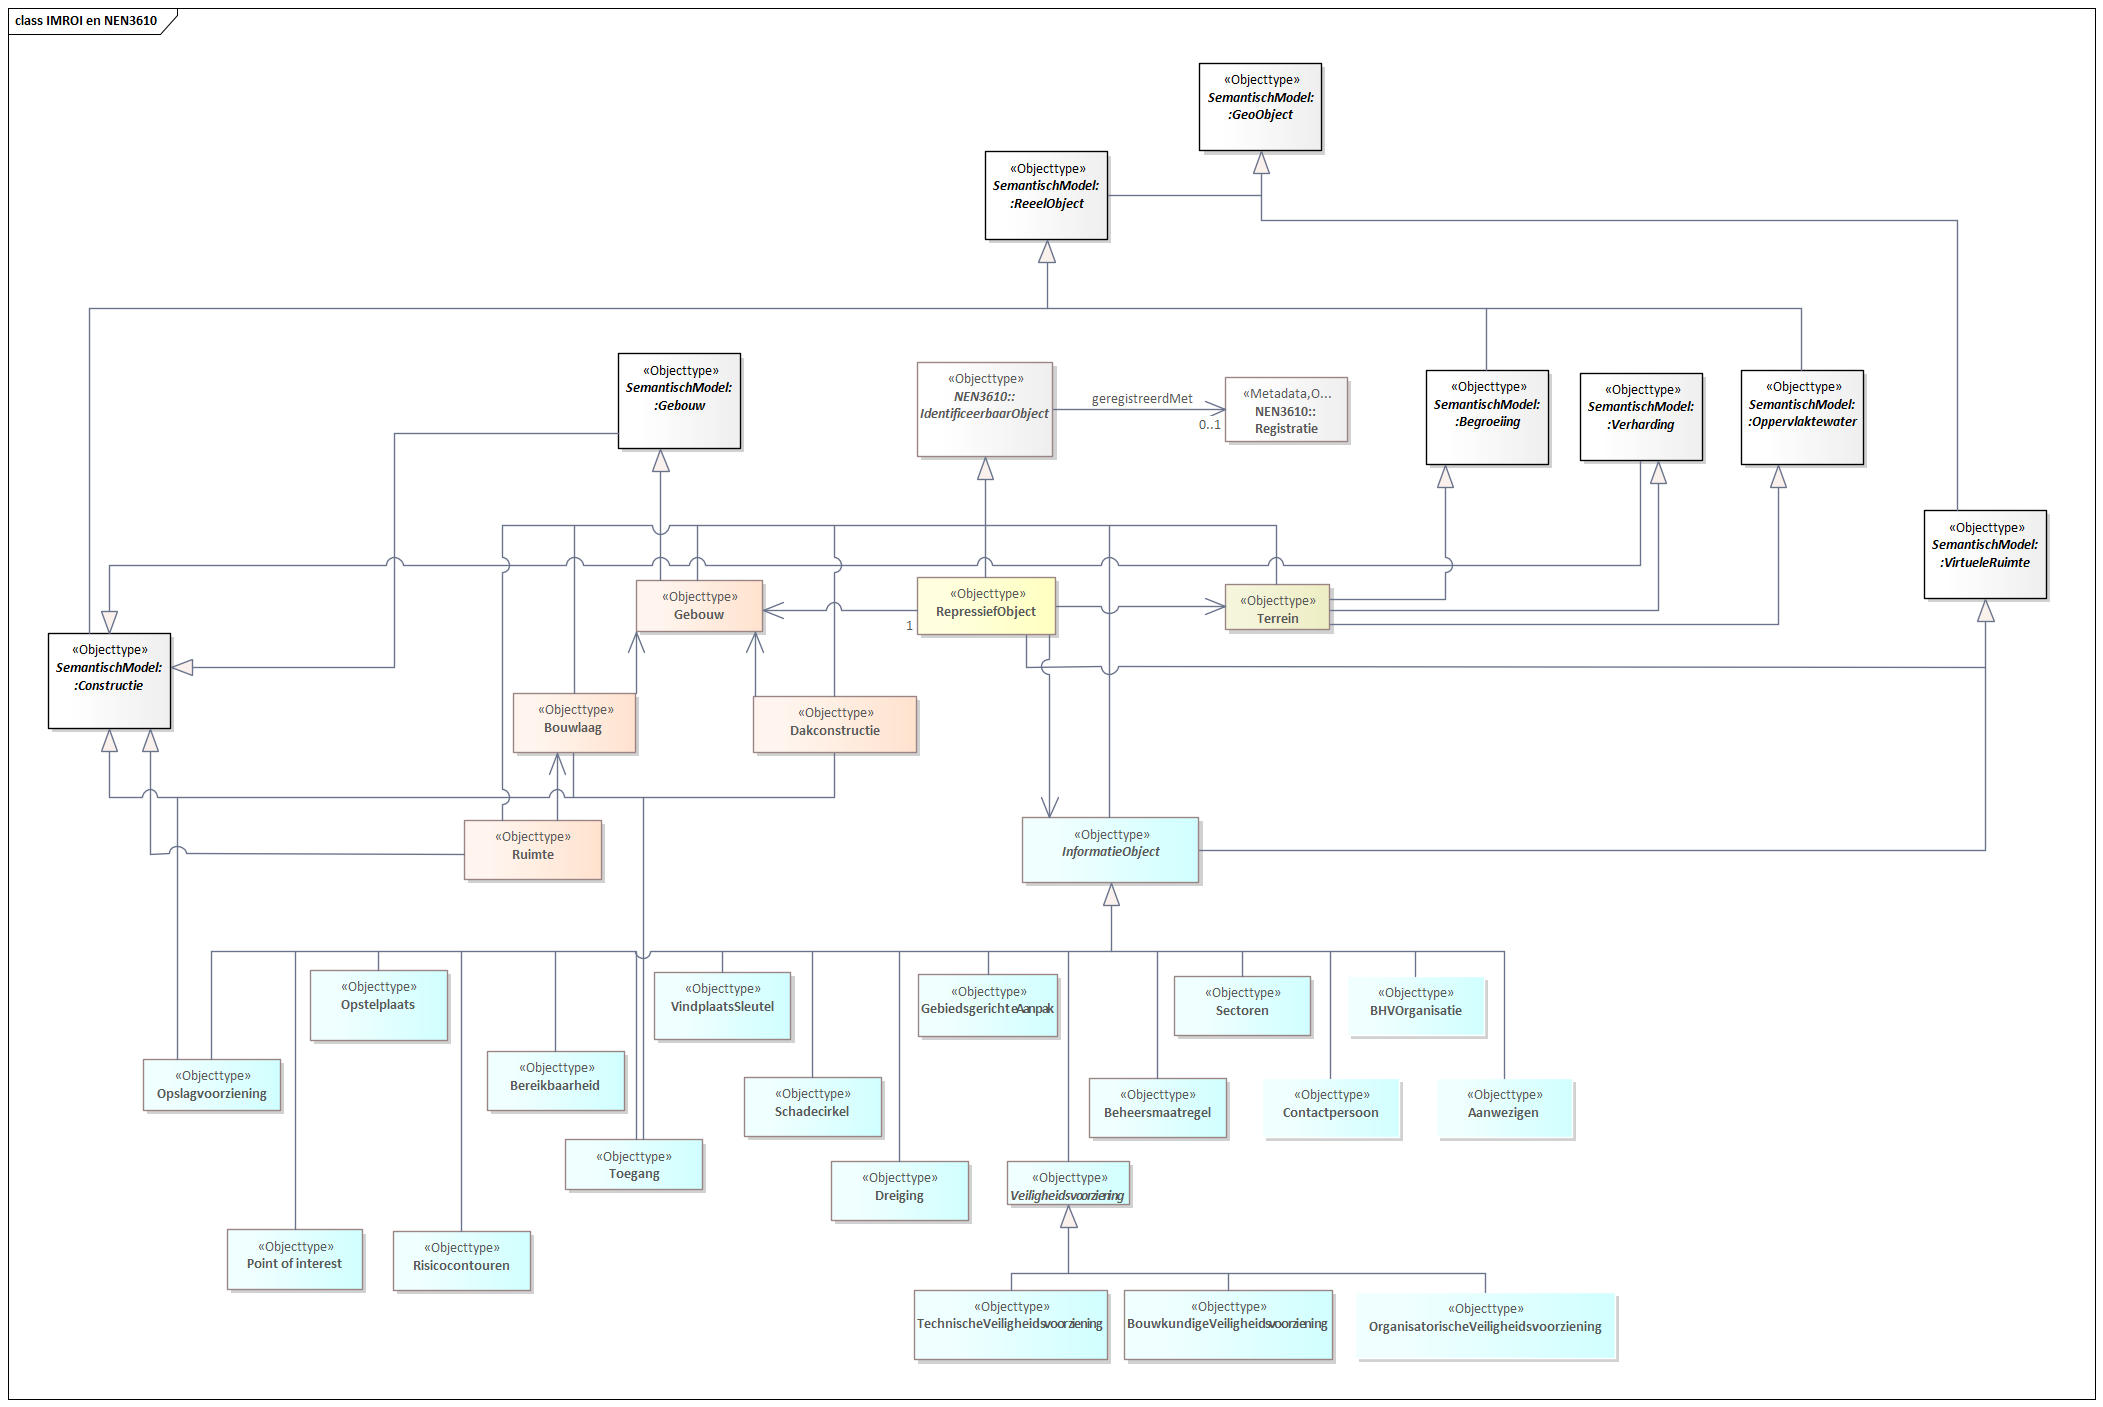 class IMROI en NEN3610
«Objecttype»
SemantischModel:
:GeoObject
«Objecttype»
SemantischModel:
:ReeelObject
«Objecttype»
SemantischModel:
:Gebouw
«Objecttype»
NEN3610::
IdentificeerbaarObject
geregistreerdMet
0..1
«Metadata,O...
NEN3610::
Registratie
«Objecttype»
SemantischModel:
:Begroeiing
«Objecttype»
SemantischModel:
:Verharding
«Objecttype»
SemantischModel:
:Oppervlaktewater
«Objecttype»
SemantischModel:
:VirtueleRuimte
«Objecttype»
Gebouw
1
«Objecttype»
RepressiefObject
«Objecttype»
Terrein
«Objecttype»
SemantischModel:
:Constructie
«Objecttype»
Bouwlaag
«Objecttype»
Dakconstructie
«Objecttype»
Ruimte
«Objecttype»
InformatieObject
«Objecttype»
Opstelplaats
«Objecttype»
VindplaatsSleutel
«Objecttype»
GebiedsgerichteAanpak
«Objecttype»
Sectoren
«Objecttype»
BHVOrganisatie
«Objecttype»
Opslagvoorziening
«Objecttype»
Bereikbaarheid
«Objecttype»
Schadecirkel
«Objecttype»
Beheersmaatregel
«Objecttype»
Contactpersoon
«Objecttype»
Aanwezigen
«Objecttype»
Toegang
«Objecttype»
Dreiging
«Objecttype»
Veiligheidsvoorziening
«Objecttype»
Point of interest
«Objecttype»
Risicocontouren
«Objecttype»
TechnischeVeiligheidsvoorziening
«Objecttype»
BouwkundigeVeiligheidsvoorziening
«Objecttype»
OrganisatorischeVeiligheidsvoorziening